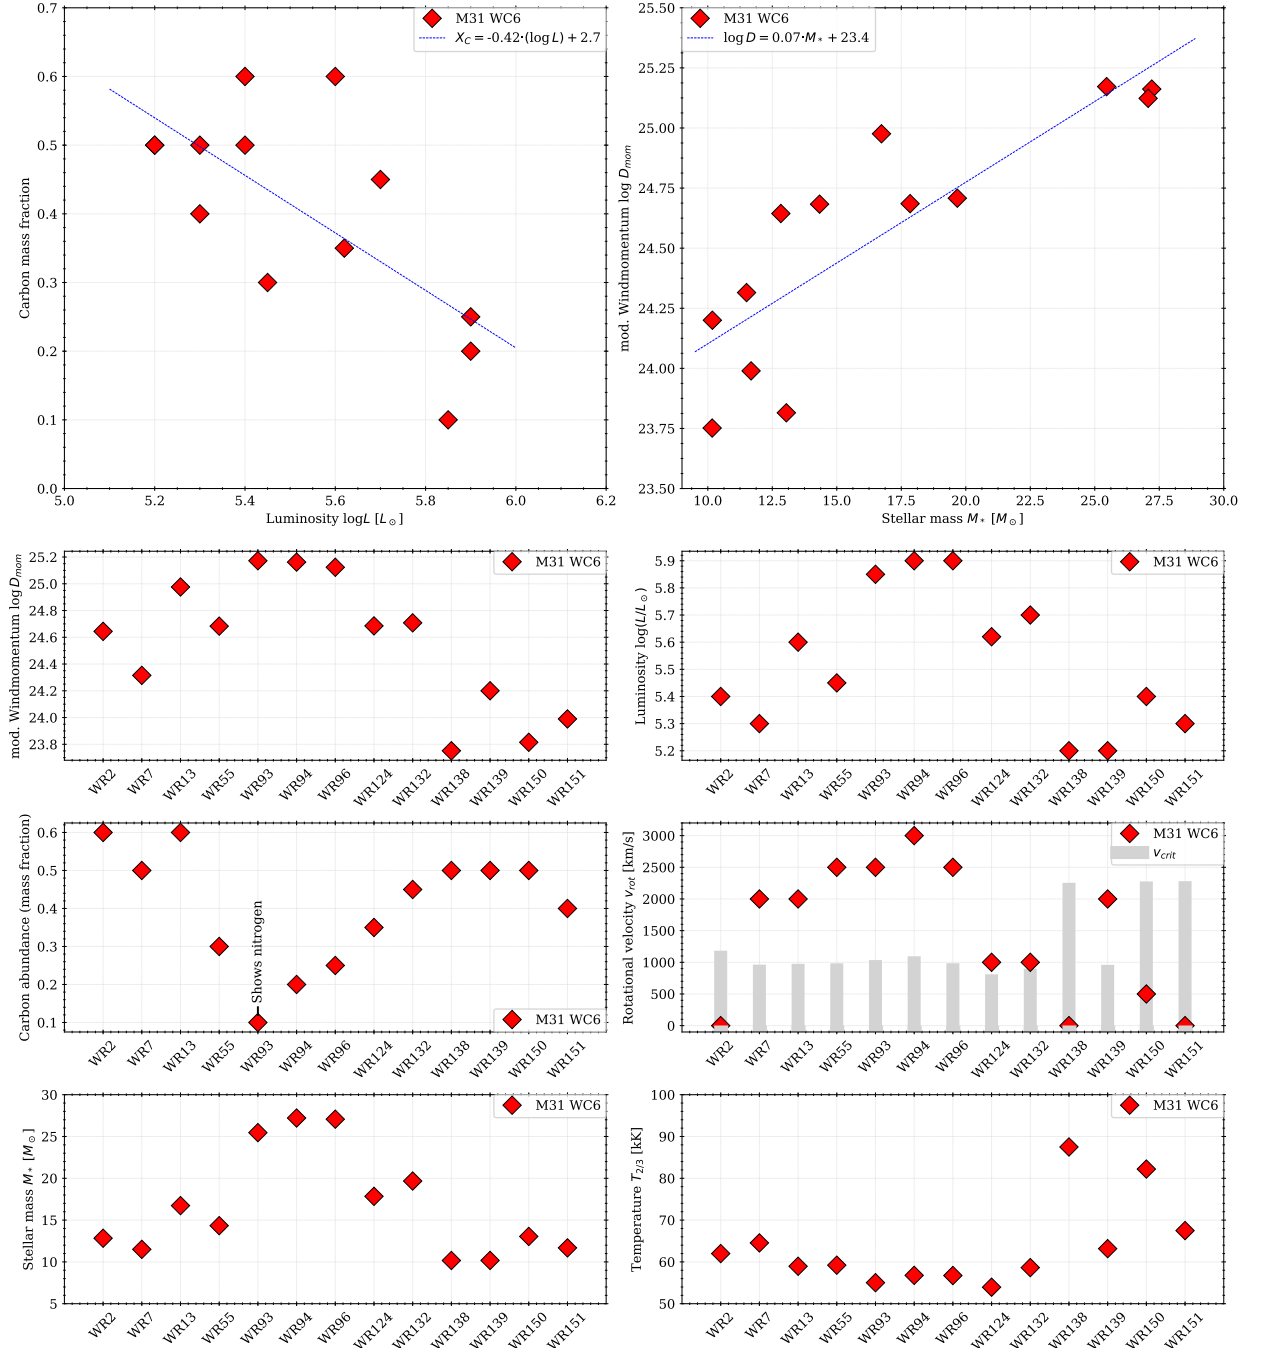 M31 WC6
X_C = -0.42·(log L) + 2.7
0.7
0.6
0.5
0.4
0.3
0.2
0.1
0.0
Carbon mass fraction
5.0 5.2 5.4 5.6 5.8 6.0 6.2
Luminosity logL [L_⊙]
M31 WC6
log D = 0.07·M_* + 23.4
25.50
25.25
25.00
24.75
24.50
24.25
24.00
23.75
23.50
mod. Windmomentum log D_mom
10.0 12.5 15.0 17.5 20.0 22.5 25.0 27.5 30.0
Stellar mass M_* [M_⊙]
M31 WC6
25.2
25.0
24.8
24.6
24.4
24.2
24.0
23.8
mod. Windmomentum log D_mom
WR2 WR7 WR13 WR55 WR93 WR94 WR96 WR124 WR132 WR138 WR139 WR150 WR151
M31 WC6
5.9
5.8
5.7
5.6
5.5
5.4
5.3
5.2
Luminosity log(L/L_⊙)
WR2 WR7 WR13 WR55 WR93 WR94 WR96 WR124 WR132 WR138 WR139 WR150 WR151
0.6
0.5
0.4
0.3
0.2
0.1
Carbon abundance (mass fraction)
Shows nitrogen
M31 WC6
WR2 WR7 WR13 WR55 WR93 WR94 WR96 WR124 WR132 WR138 WR139 WR150 WR151
M31 WC6
v_crit
3000
2500
2000
1500
1000
500
0
Rotational velocity v_rot [km/s]
WR2 WR7 WR13 WR55 WR93 WR94 WR96 WR124 WR132 WR138 WR139 WR150 WR151
M31 WC6
30
25
20
15
10
5
Stellar mass M_* [M_⊙]
WR2 WR7 WR13 WR55 WR93 WR94 WR96 WR124 WR132 WR138 WR139 WR150 WR151
M31 WC6
100
90
80
70
60
50
Temperature T_2/3 [kK]
WR2 WR7 WR13 WR55 WR93 WR94 WR96 WR124 WR132 WR138 WR139 WR150 WR151